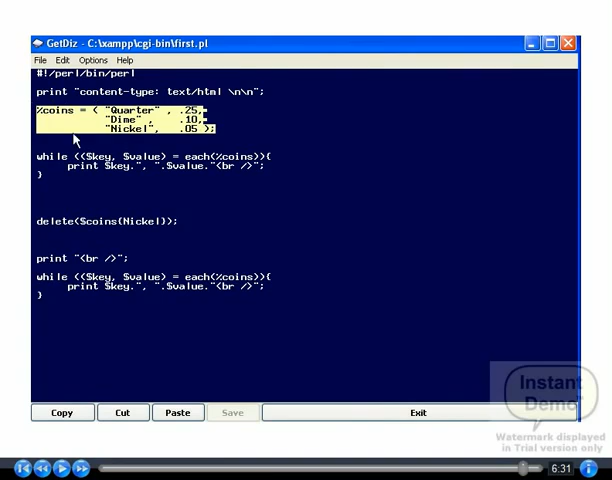 GetDiz - C:\xampp\cgi-bin\first.pl
File Edit Options Help
#!/perl/bin/perl
print "content-type: text/html \n\n";
%coins = ( "Quarter" , .25,
"Dime" , .10,
"Nickel", .05 );
while (($key, $value) = each(%coins)){
print $key.", ".$value."<br />";
}
delete($coins{Nickel});
print "<br />";
while (($key, $value) = each(%coins)){
print $key.", ".$value."<br />";
}
Copy Cut Paste Save Exit
Instant
Demo
Watermark displayed
in Trial version only
6:31